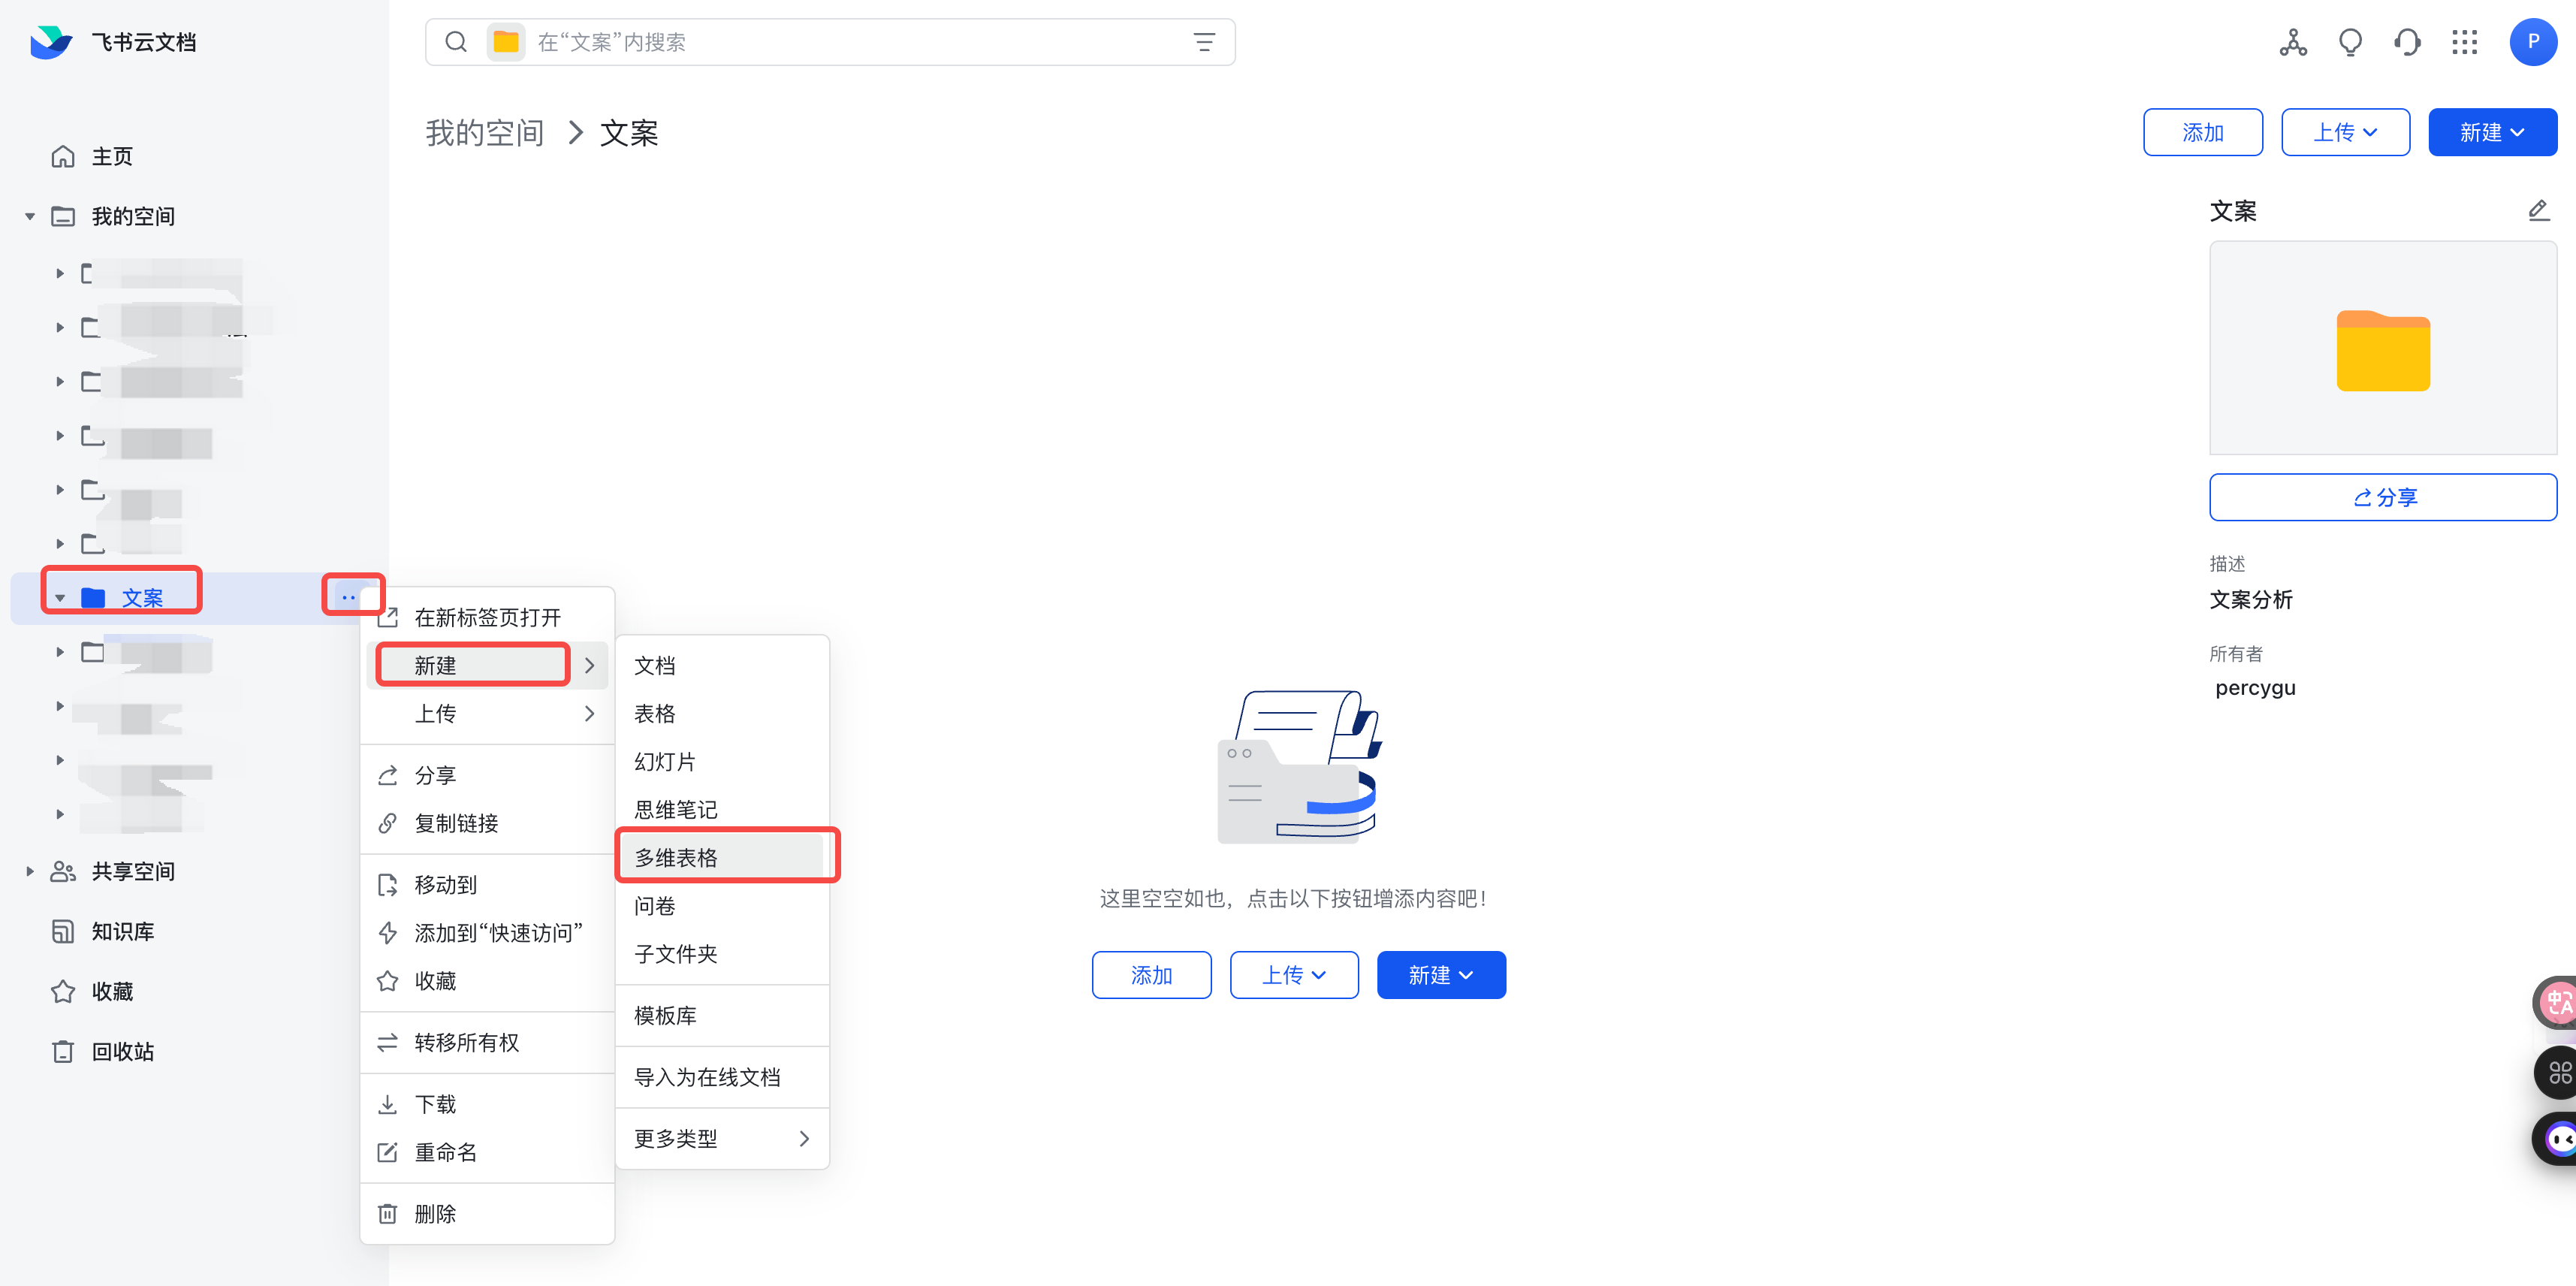 飞书云文档
在“文案”内搜索
P
我的空间 > 文案
添加
上传
新建
主页
我的空间
文案
共享空间
知识库
收藏
回收站
在新标签页打开
新建
上传
分享
复制链接
移动到
添加到“快速访问”
收藏
转移所有权
下载
重命名
删除
文档
表格
幻灯片
思维笔记
多维表格
问卷
子文件夹
模板库
导入为在线文档
更多类型
这里空空如也，点击以下按钮增添内容吧！
添加
上传
新建
文案
分享
描述
文案分析
所有者
percygu
中A